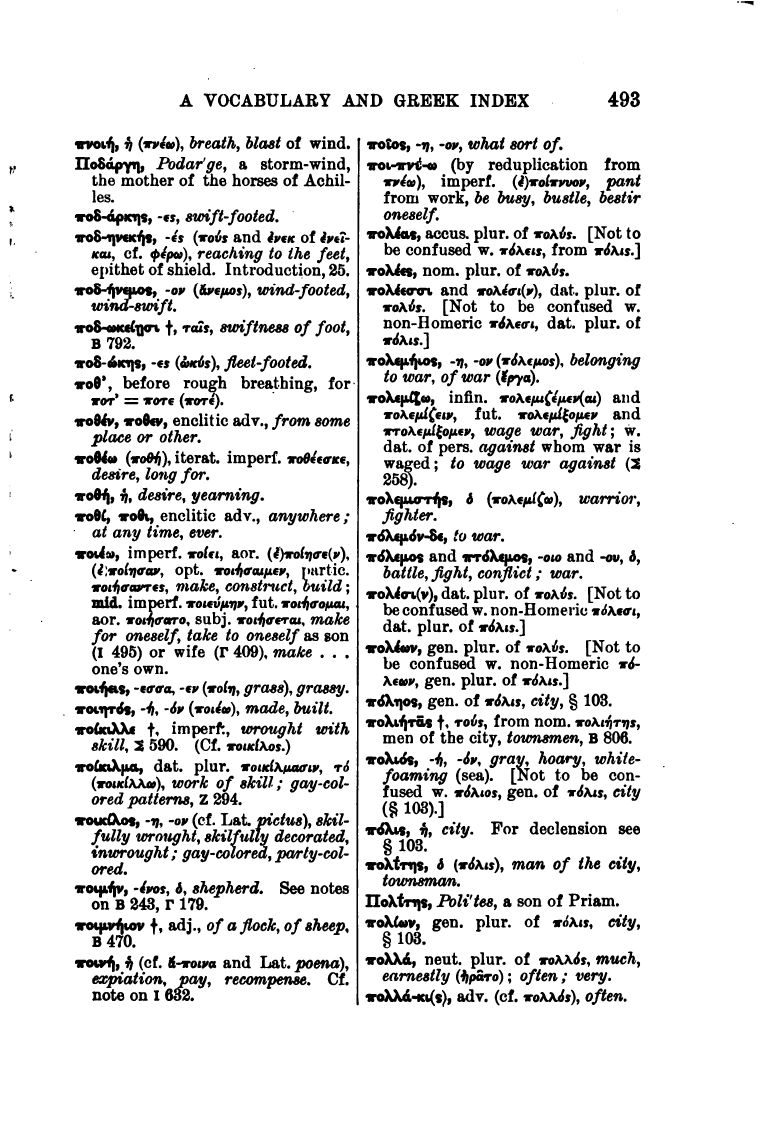 A VOCABULARY AND GREEK INDEX 493
πνοιή, ἡ (πνέω), breath, blast of wind.
Ποδάργη, Podar'ge, a storm-wind,
the mother of the horses of Achil-
les.
ποδ-άρκης, -ες, swift-footed.
ποδ-ηνεκής, -ές (πούς and ἐνεκ of ἐνεῖ-
και, cf. φέρω), reaching to the feet,
epithet of shield. Introduction, 25.
ποδ-ήνεμος, -ον (ἄνεμος), wind-footed,
wind-swift.
ποδ-ωκείῃσι †, ταῖς, swiftness of foot,
B 792.
ποδ-ώκης, -ες (ὠκύς), fleet-footed.
ποθ', before rough breathing, for
ποτ' = ποτε (ποτέ).
ποθέν, ποθεν, enclitic adv., from some
place or other.
ποθέω (ποθή), iterat. imperf. ποθέεσκε,
desire, long for.
ποθή, ἡ, desire, yearning.
ποθί, ποθι, enclitic adv., anywhere;
at any time, ever.
ποιέω, imperf. ποίει, aor. (ἐ)ποίησε(ν),
(ἐ)ποίησαν, opt. ποιήσαιμεν, partic.
ποιήσαντες, make, construct, build;
mid. imperf. ποιεύμην, fut. ποιήσομαι,
aor. ποιήσατο, subj. ποιήσεται, make
for oneself, take to oneself as son
(I 495) or wife (Γ 409), make . . .
one's own.
ποιήεις, -εσσα, -εν (ποίη, grass), grassy.
ποιητός, -ή, -όν (ποιέω), made, built.
ποίκιλλε †, imperf., wrought with
skill, Σ 590. (Cf. ποικίλος.)
ποίκιλμα, dat. plur. ποικίλμασιν, τό
(ποικίλλω), work of skill; gay-col-
ored patterns, Z 294.
ποικίλος, -η, -ον (cf. Lat. pictus), skil-
fully wrought, skilfully decorated,
inwrought; gay-colored, party-col-
ored.
ποιμήν, -ένος, ὁ, shepherd. See notes
on B 243, Γ 179.
ποιμνήιον †, adj., of a flock, of sheep,
B 470.
ποινή, ἡ (cf. ἄ-ποινα and Lat. poena),
expiation, pay, recompense. Cf.
note on I 632.
ποῖος, -η, -ον, what sort of.
ποι-πνύ-ω (by reduplication from
πνέω), imperf. (ἐ)ποίπνυον, pant
from work, be busy, bustle, bestir
oneself.
πολέας, accus. plur. of πολύς. [Not to
be confused w. πόλεις, from πόλις.]
πολέες, nom. plur. of πολύς.
πολέεσσι and πολέσι(ν), dat. plur. of
πολύς. [Not to be confused w.
non-Homeric πόλεσι, dat. plur. of
πόλις.]
πολεμήιος, -η, -ον (πόλεμος), belonging
to war, of war (ἔργα).
πολεμίζω, infin. πολεμιζέμεν(αι) and
πολεμίζειν, fut. πολεμίξομεν and
πτολεμίξομεν, wage war, fight; w.
dat. of pers. against whom war is
waged; to wage war against (Σ
258).
πολεμιστής, ὁ (πολεμίζω), warrior,
fighter.
πόλεμόν-δε, to war.
πόλεμος and πτόλεμος, -οιο and -ου, ὁ,
battle, fight, conflict; war.
πολέσι(ν), dat. plur. of πολύς. [Not to
be confused w. non-Homeric πόλεσι,
dat. plur. of πόλις.]
πολέων, gen. plur. of πολύς. [Not to
be confused w. non-Homeric πό-
λεων, gen. plur. of πόλις.]
πόληος, gen. of πόλις, city, § 103.
πολιήτᾱς †, τούς, from nom. πολιήτης,
men of the city, townsmen, B 806.
πολιός, -ή, -όν, gray, hoary, white-
foaming (sea). [Not to be con-
fused w. πόλιος, gen. of πόλις, city
(§ 103).]
πόλις, ἡ, city. For declension see
§ 103.
πολίτης, ὁ (πόλις), man of the city,
townsman.
Πολίτης, Poli'tes, a son of Priam.
πολίων, gen. plur. of πόλις, city,
§ 103.
πολλά, neut. plur. of πολλός, much,
earnestly (ἠρᾶτο); often; very.
πολλά-κι(ς), adv. (cf. πολλός), often.